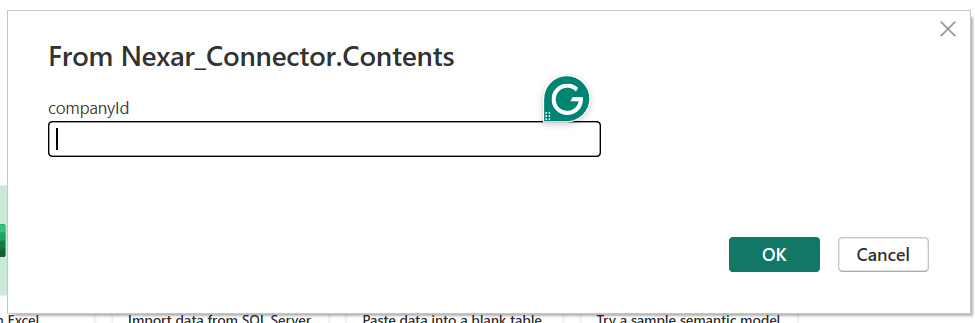 From Nexar_Connector.Contents
companyId
OK
Cancel
Excel Import data from SQL Server Paste data into a blank table Try a sample semantic model